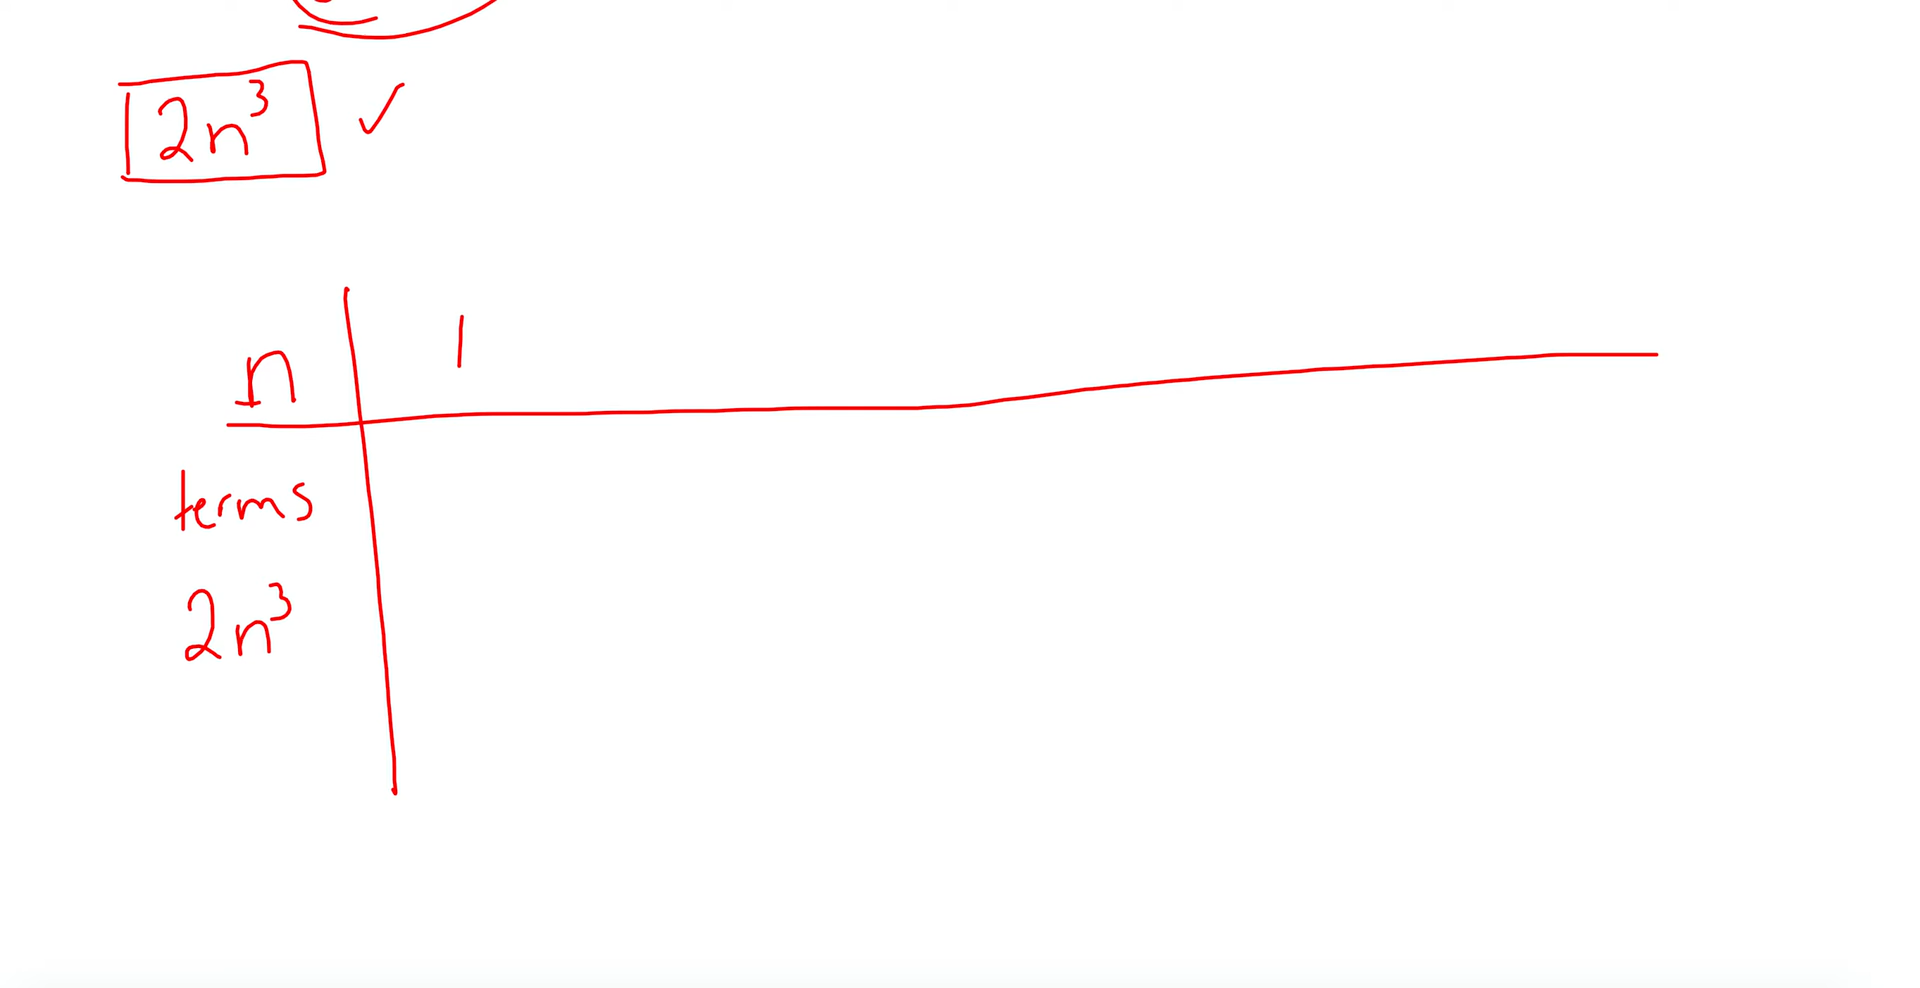 2n³ ✓
n 1
terms
2n³